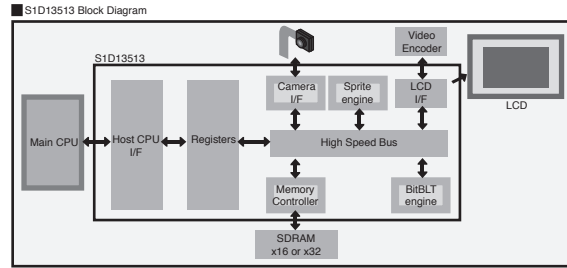 S1D13513 Block Diagram
Video
Encoder
S1D13513
Camera
I/F
Sprite
engine
LCD
I/F
LCD
Main CPU
Host CPU
I/F
Registers
High Speed Bus
Memory
Controller
BitBLT
engine
SDRAM
x16 or x32